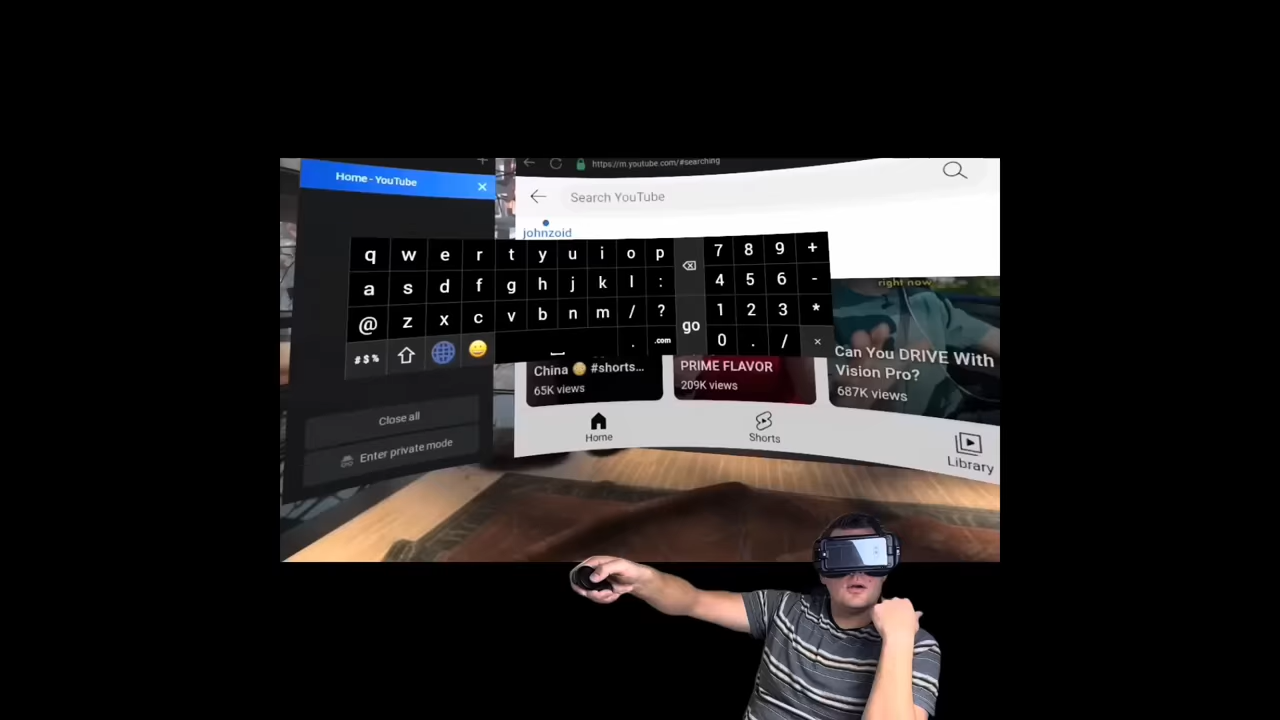 Home - YouTube
https://m.youtube.com/#searching
Search YouTube
johnzoid
q w e r t y u i o p 7 8 9 +
a s d f g h j k l : 4 5 6 -
@ z x c v b n m / ? go 1 2 3 *
#$% . .com 0 . / ×
right now
China #shorts...
65K views
PRIME FLAVOR
209K views
Can You DRIVE With
Vision Pro?
687K views
Close all
Enter private mode
Home
Shorts
Library